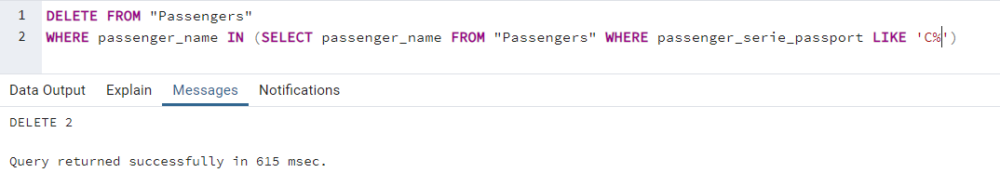 1 DELETE FROM "Passengers"
2 WHERE passenger_name IN (SELECT passenger_name FROM "Passengers" WHERE passenger_serie_passport LIKE 'C%')
Data Output Explain Messages Notifications
DELETE 2
Query returned successfully in 615 msec.